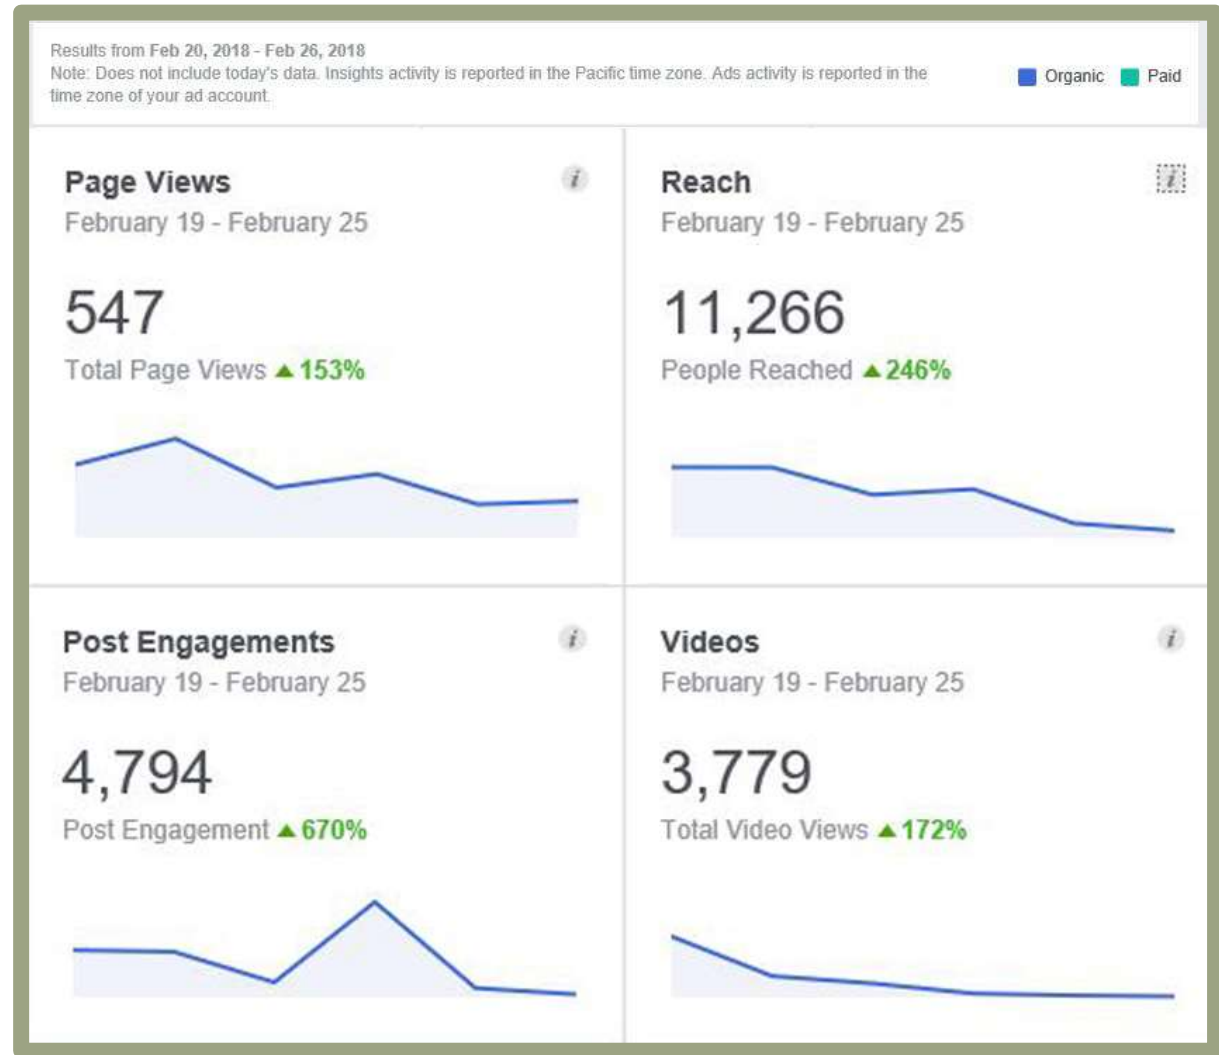 Results from Feb 20, 2018 - Feb 26, 2018
Note: Does not include today's data. Insights activity is reported in the Pacific time zone. Ads activity is reported in the
time zone of your ad account.
Organic Paid
Page Views i
February 19 - February 25
547
Total Page Views ▲ 153%
Reach i
February 19 - February 25
11,266
People Reached ▲ 246%
Post Engagements i
February 19 - February 25
4,794
Post Engagement ▲ 670%
Videos i
February 19 - February 25
3,779
Total Video Views ▲ 172%